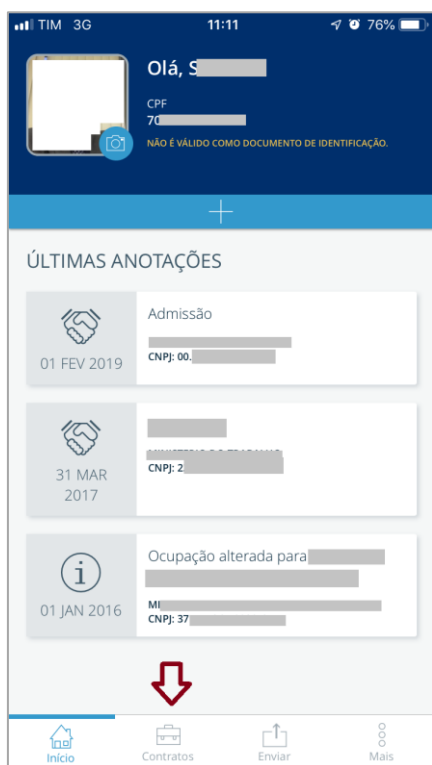 TIM 3G 11:11 76%
Olá, S
CPF
70
NÃO É VÁLIDO COMO DOCUMENTO DE IDENTIFICAÇÃO.
ÚLTIMAS ANOTAÇÕES
Admissão
01 FEV 2019
CNPJ: 00.
31 MAR
2017
CNPJ: 2
Ocupação alterada para
01 JAN 2016
MI
CNPJ: 37
Início Contratos Enviar Mais